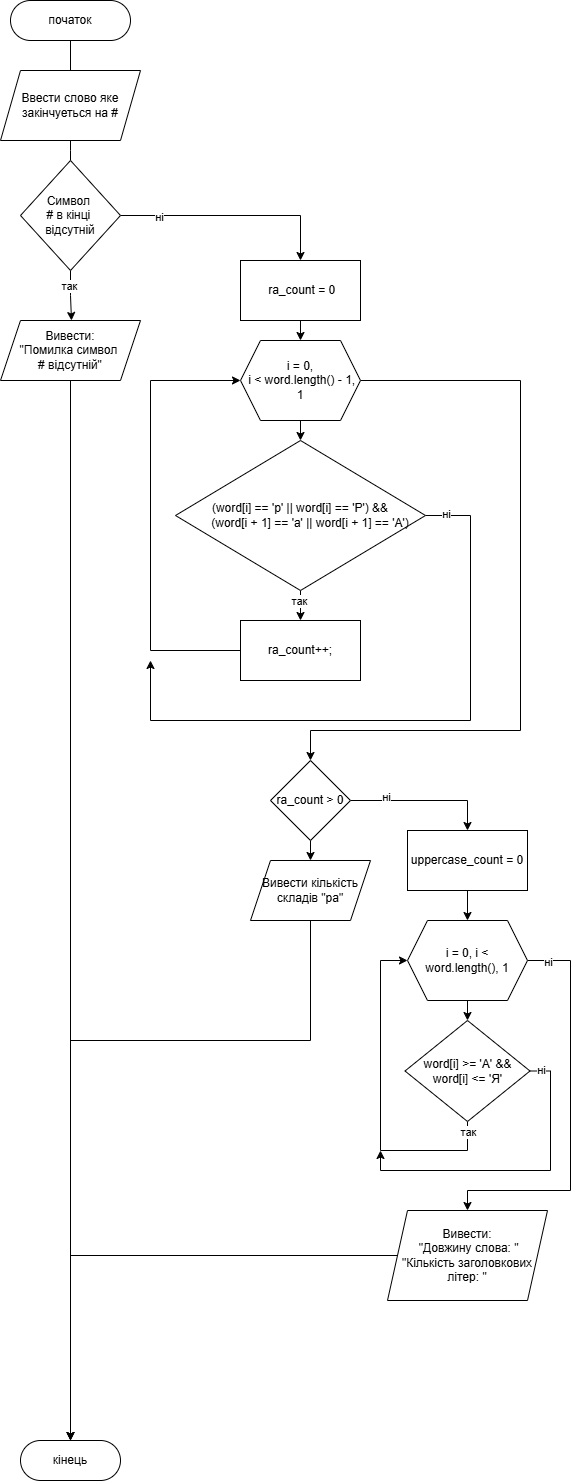 початок
Ввести слово яке
закінчується на #
Символ
# в кінці
відсутній
ні
так
ra_count = 0
Вивести:
"Помилка символ
# відсутній"
i = 0,
i < word.length() - 1,
1
(word[i] == 'р' || word[i] == 'Р') &&
(word[i + 1] == 'а' || word[i + 1] == 'А')
ні
так
ra_count++;
ra_count > 0
ні
uppercase_count = 0
Вивести кількість
складів "ра"
i = 0, i <
word.length(), 1
ні
word[i] >= 'А' &&
word[i] <= 'Я'
ні
так
Вивести:
"Довжину слова: "
"Кількість заголовкових
літер: "
кінець